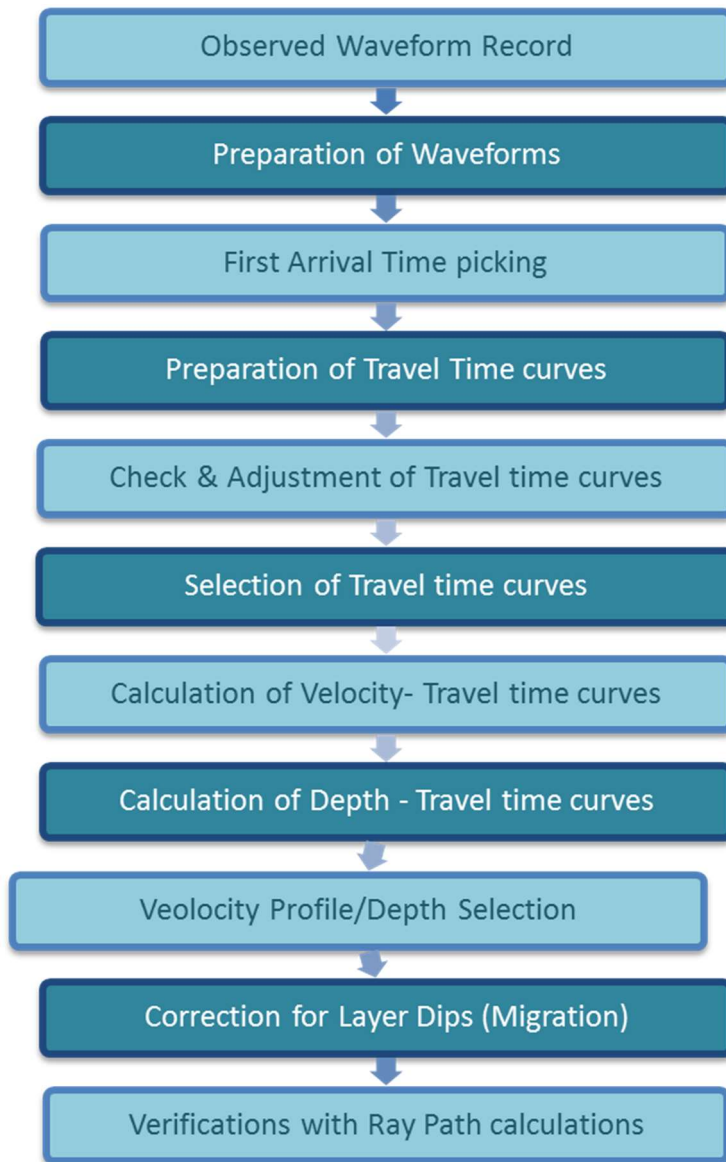 Observed Waveform Record
Preparation of Waveforms
First Arrival Time picking
Preparation of Travel Time curves
Check & Adjustment of Travel time curves
Selection of Travel time curves
Calculation of Velocity- Travel time curves
Calculation of Depth - Travel time curves
Veolocity Profile/Depth Selection
Correction for Layer Dips (Migration)
Verifications with Ray Path calculations